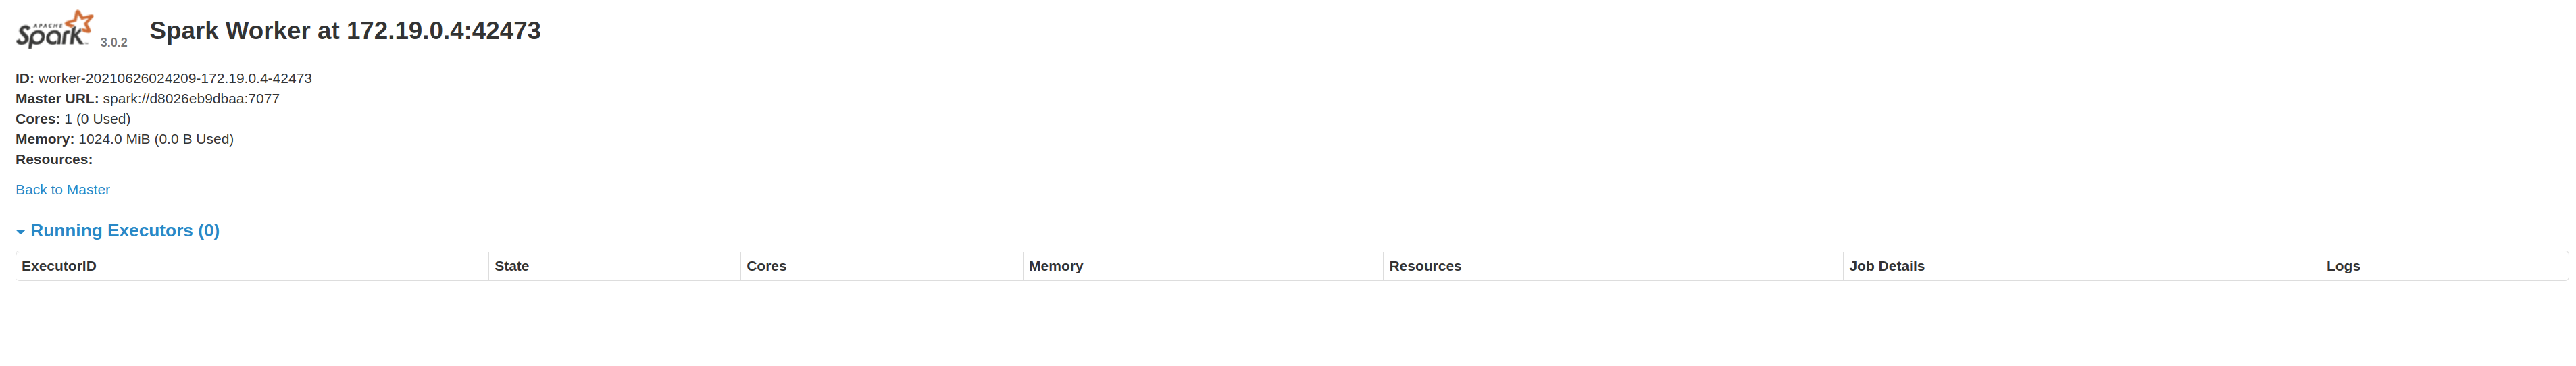 APACHE
Spark 3.0.2 Spark Worker at 172.19.0.4:42473
ID: worker-20210626024209-172.19.0.4-42473
Master URL: spark://d8026eb9dbaa:7077
Cores: 1 (0 Used)
Memory: 1024.0 MiB (0.0 B Used)
Resources:
Back to Master
Running Executors (0)
ExecutorID State Cores Memory Resources Job Details Logs